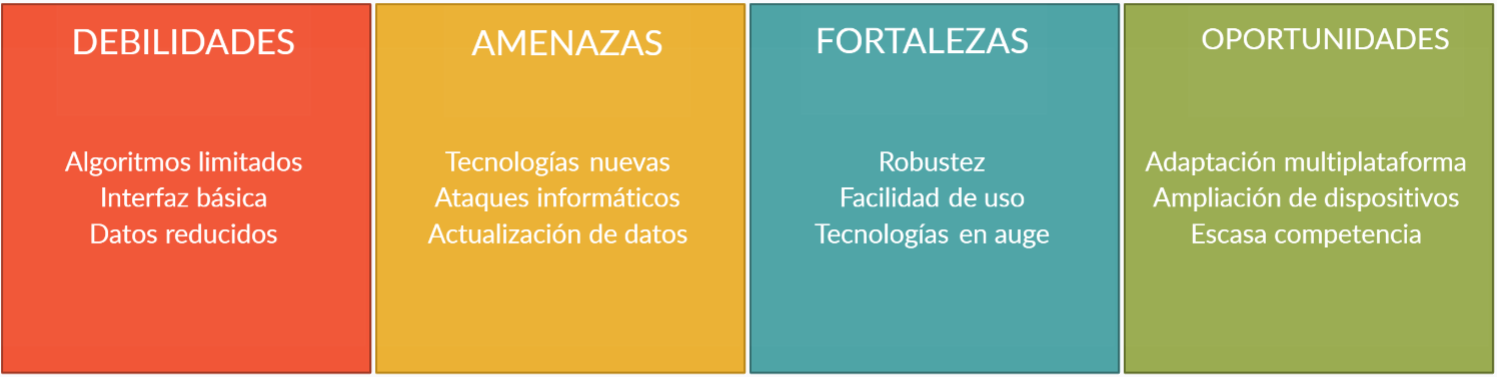 DEBILIDADES
Algoritmos limitados
Interfaz básica
Datos reducidos
AMENAZAS
Tecnologías nuevas
Ataques informáticos
Actualización de datos
FORTALEZAS
Robustez
Facilidad de uso
Tecnologías en auge
OPORTUNIDADES
Adaptación multiplataforma
Ampliación de dispositivos
Escasa competencia